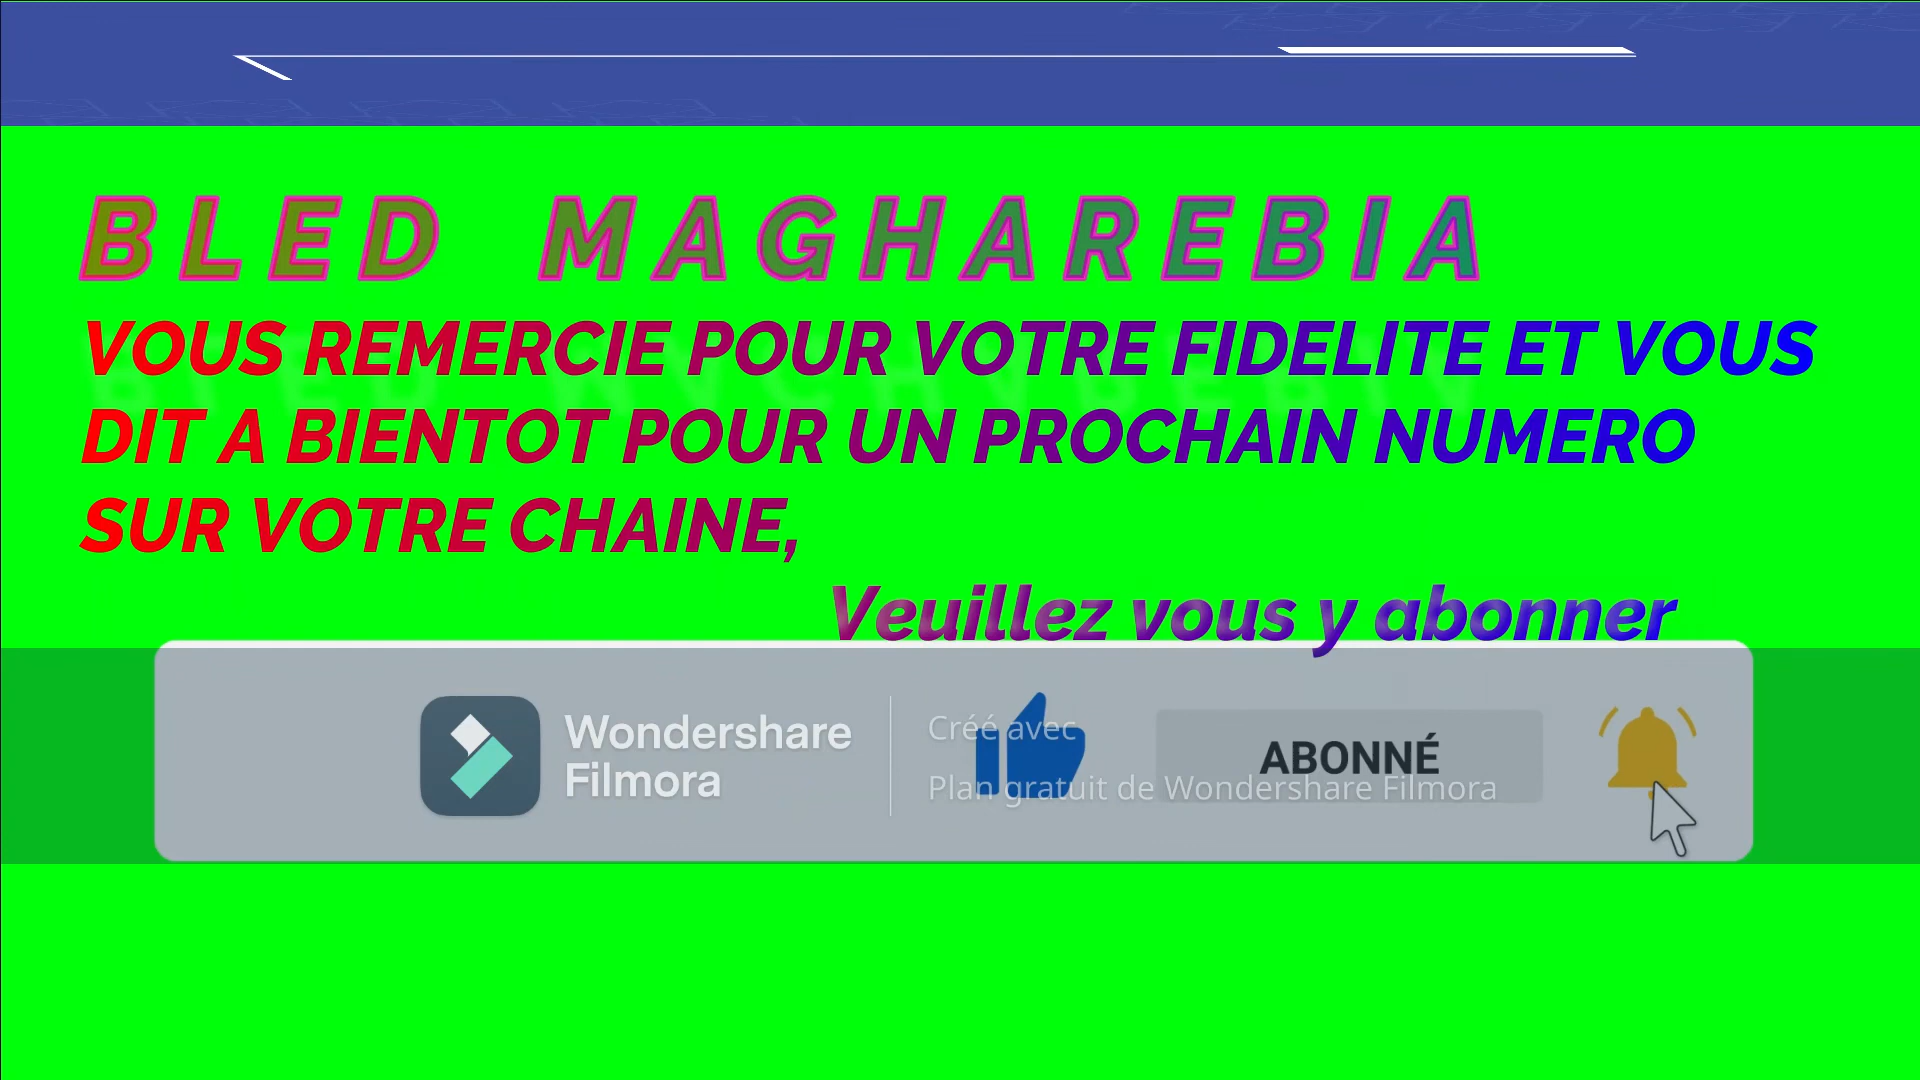 BLED MAGHAREBIA
VOUS REMERCIE POUR VOTRE FIDELITE ET VOUS
DIT A BIENTOT POUR UN PROCHAIN NUMERO
SUR VOTRE CHAINE,
Veuillez vous y abonner
Wondershare
Filmora
Créé avec
Plan gratuit de Wondershare Filmora
ABONNÉ